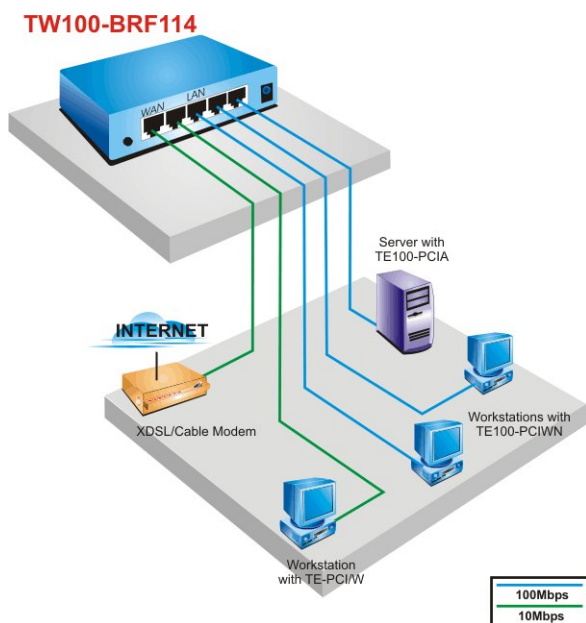 TW100-BRF114
WAN
LAN
Server with
TE100-PCIA
INTERNET
XDSL/Cable Modem
Workstations with
TE100-PCIWN
Workstation
with TE-PCI/W
100Mbps
10Mbps